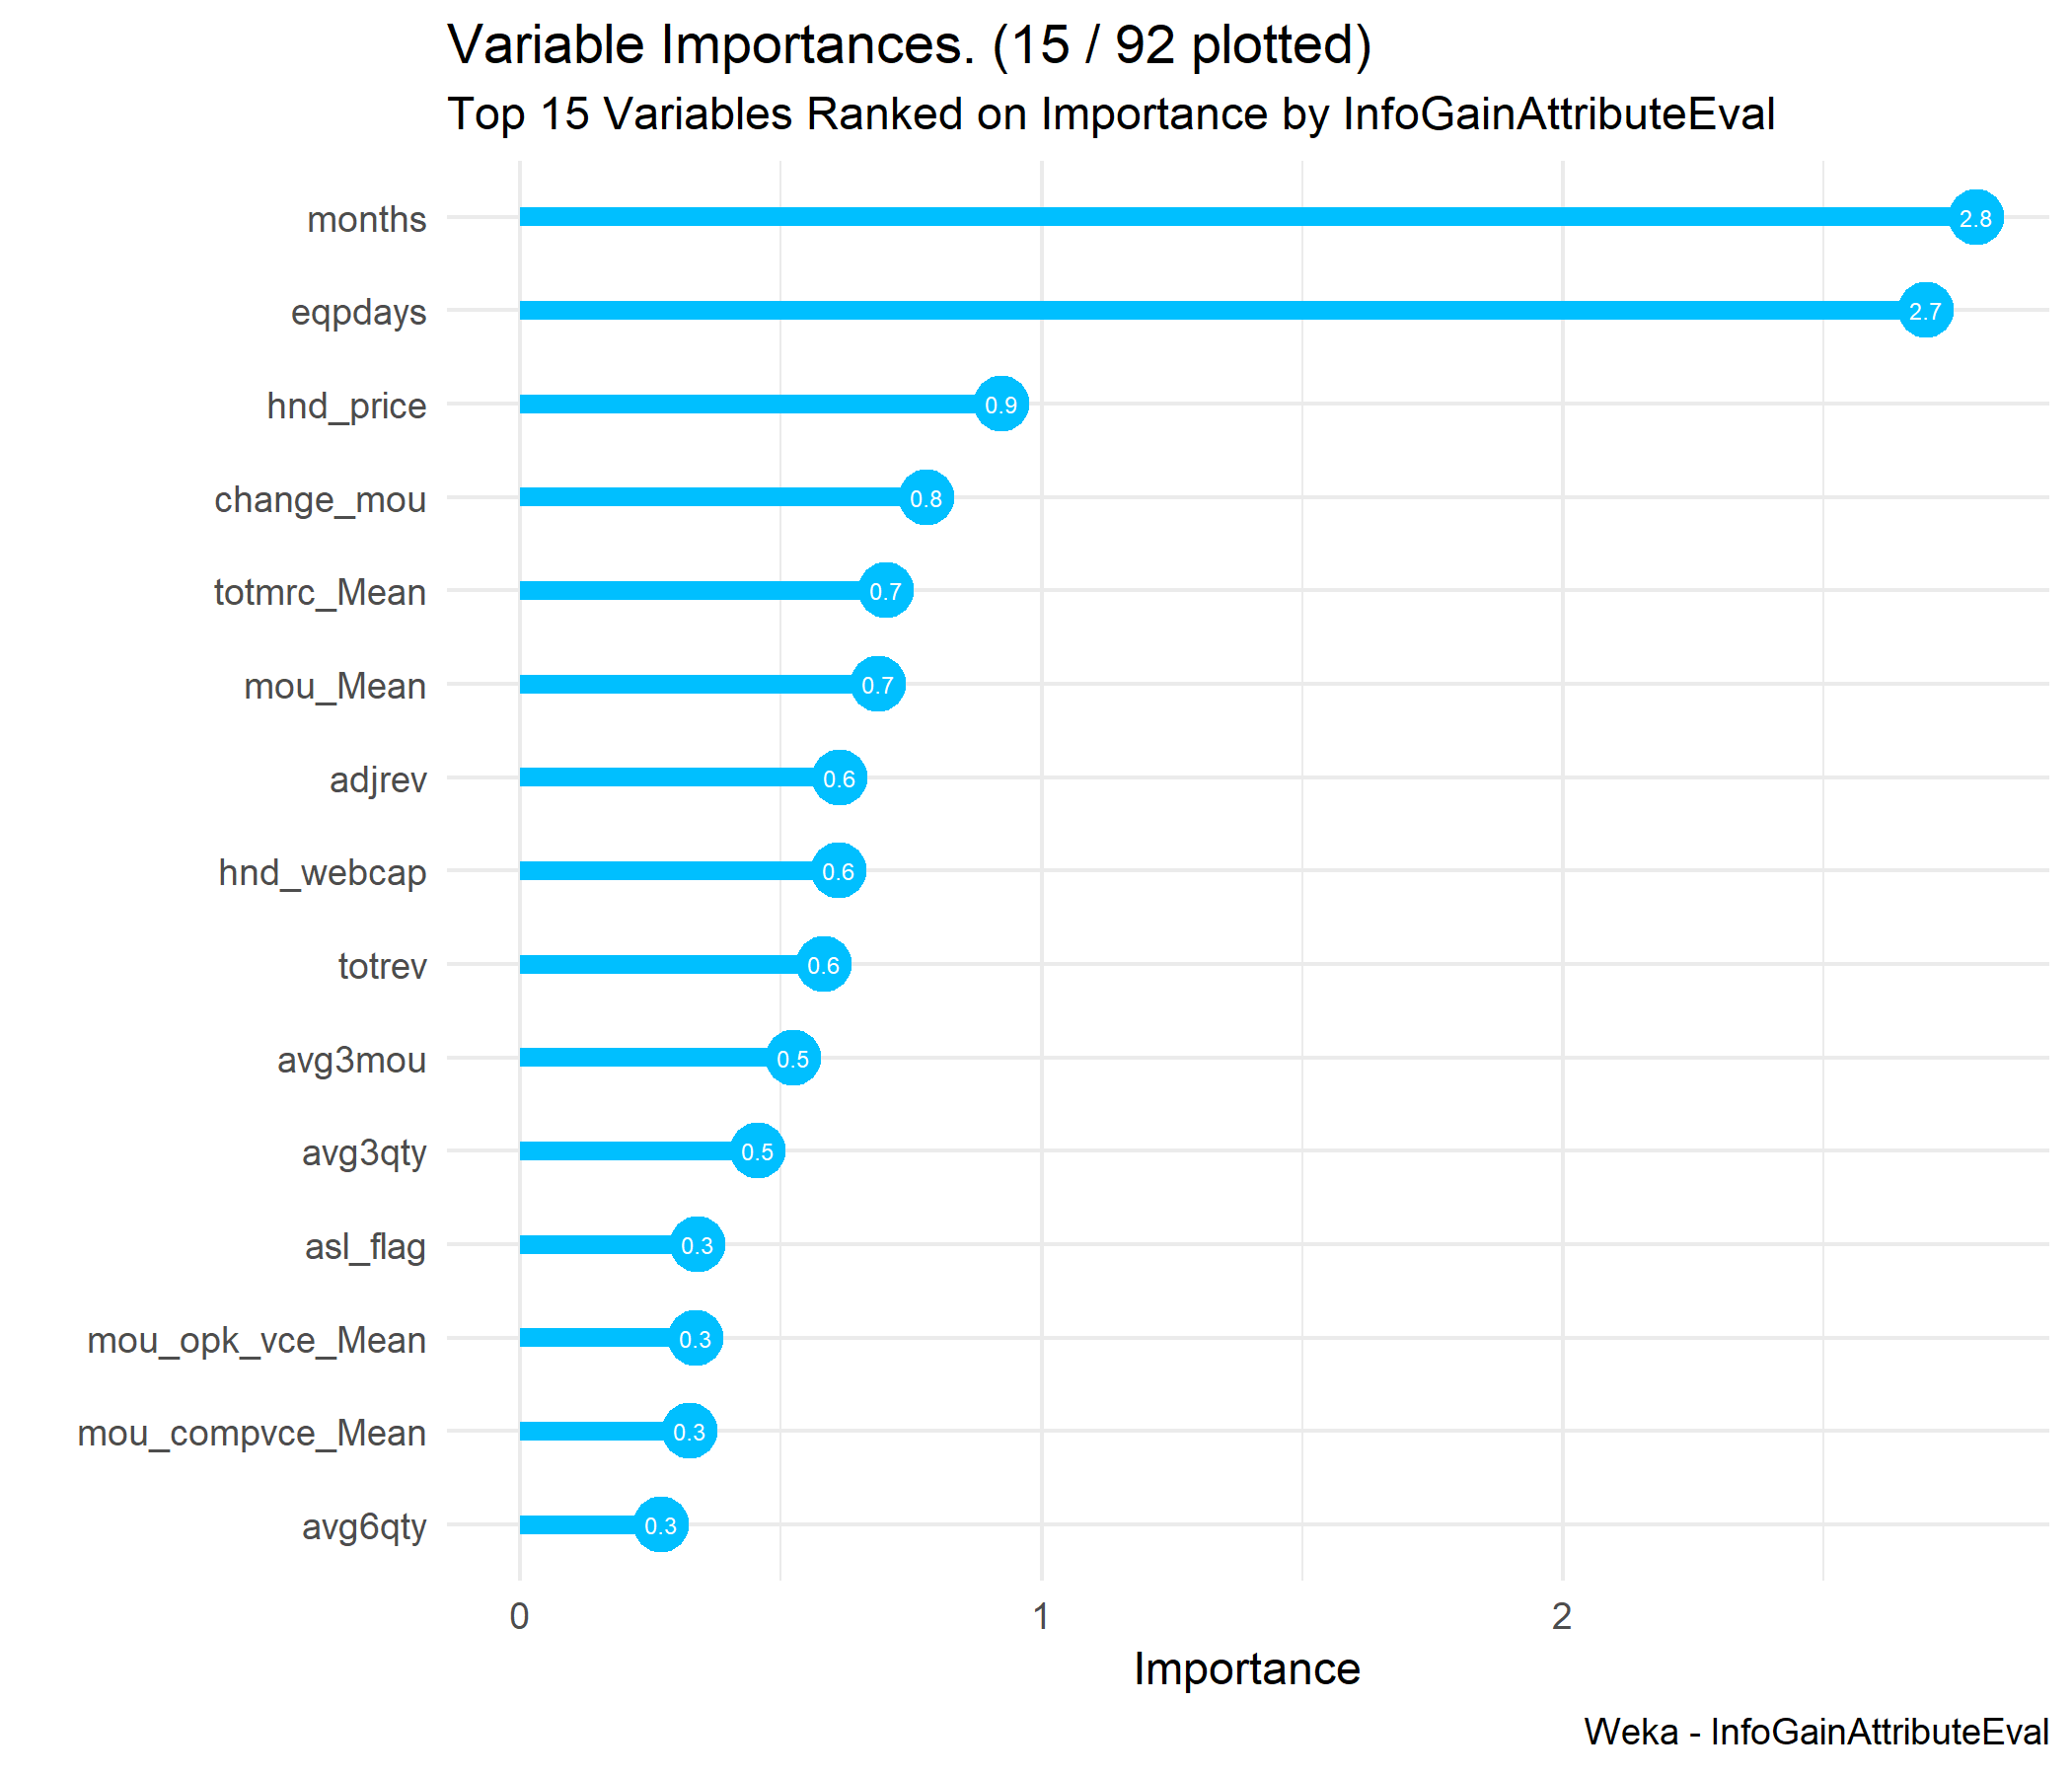 Variable Importances. (15 / 92 plotted)
Top 15 Variables Ranked on Importance by InfoGainAttributeEval
months 2.8
eqpdays 2.7
hnd_price 0.9
change_mou 0.8
totmrc_Mean 0.7
mou_Mean 0.7
adjrev 0.6
hnd_webcap 0.6
totrev 0.6
avg3mou 0.5
avg3qty 0.5
asl_flag 0.3
mou_opk_vce_Mean 0.3
mou_compvce_Mean 0.3
avg6qty 0.3
0 1 2
Importance
Weka - InfoGainAttributeEval